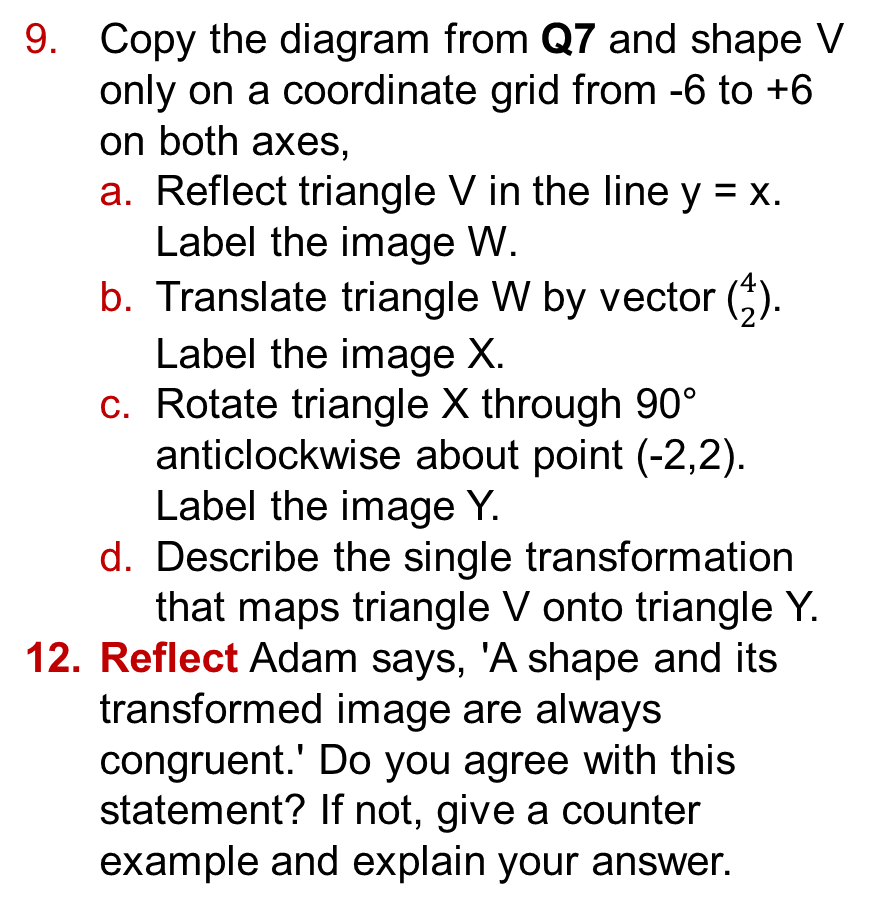 9. Copy the diagram from Q7 and shape V
only on a coordinate grid from -6 to +6
on both axes,
a. Reflect triangle V in the line y = x.
Label the image W.
b. Translate triangle W by vector (4 2).
Label the image X.
c. Rotate triangle X through 90°
anticlockwise about point (-2,2).
Label the image Y.
d. Describe the single transformation
that maps triangle V onto triangle Y.
12. Reflect Adam says, 'A shape and its
transformed image are always
congruent.' Do you agree with this
statement? If not, give a counter
example and explain your answer.